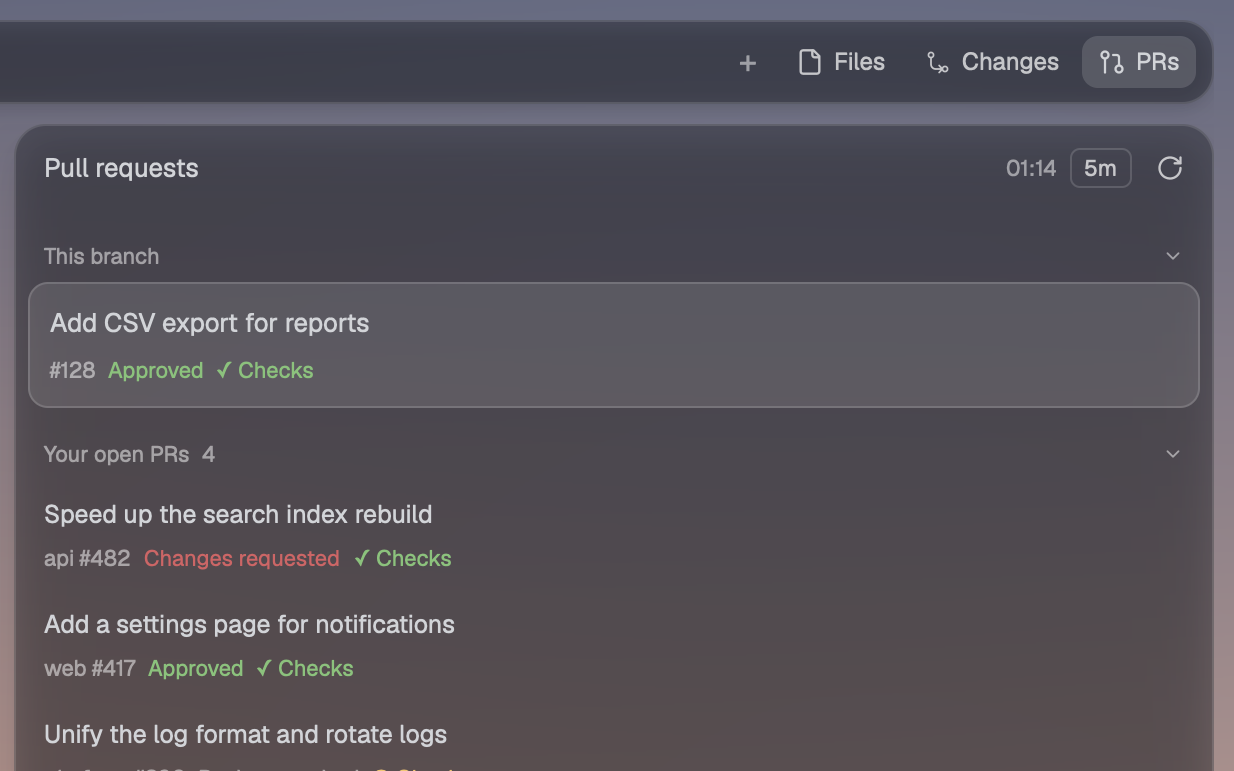 + Files Changes PRs
Pull requests 01:14 5m
This branch
Add CSV export for reports
#128 Approved ✓ Checks
Your open PRs 4
Speed up the search index rebuild
api #482 Changes requested ✓ Checks
Add a settings page for notifications
web #417 Approved ✓ Checks
Unify the log format and rotate logs